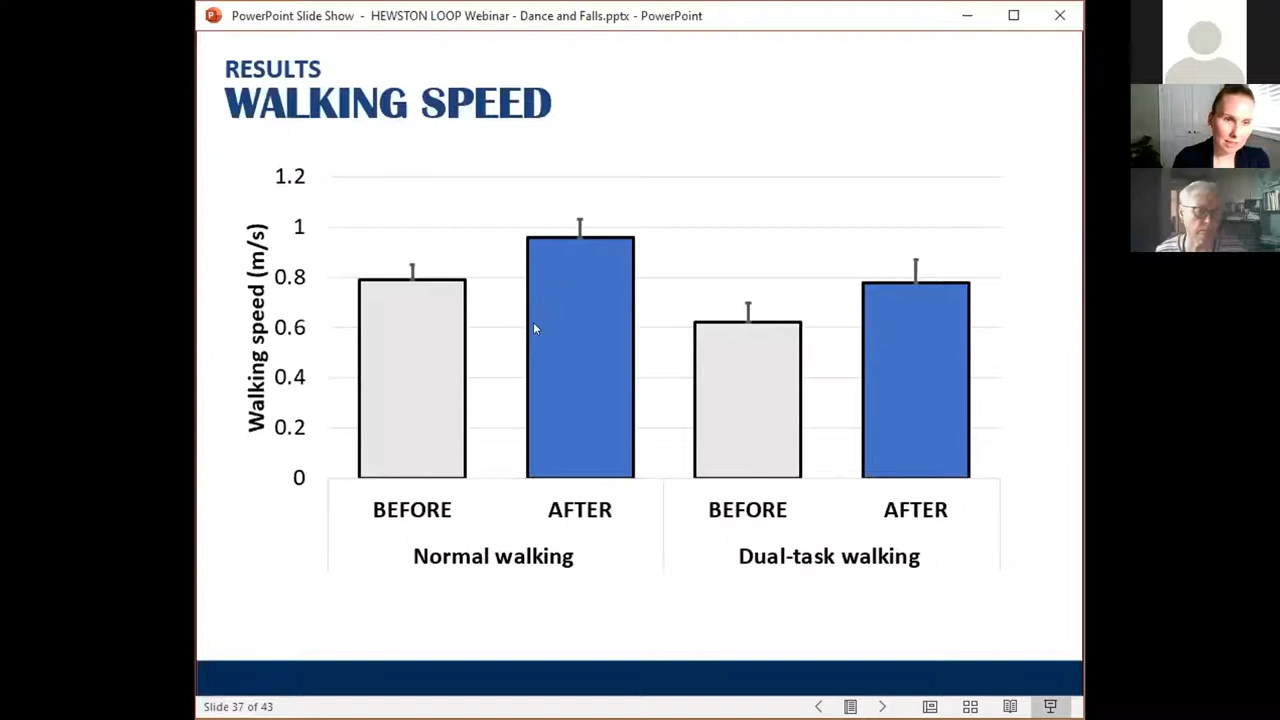 PowerPoint Slide Show - HEWSTON LOOP Webinar - Dance and Falls.pptx - PowerPoint
RESULTS
WALKING SPEED
Walking speed (m/s)
1.2
1
0.8
0.6
0.4
0.2
0
BEFORE AFTER BEFORE AFTER
Normal walking Dual-task walking
Slide 37 of 43